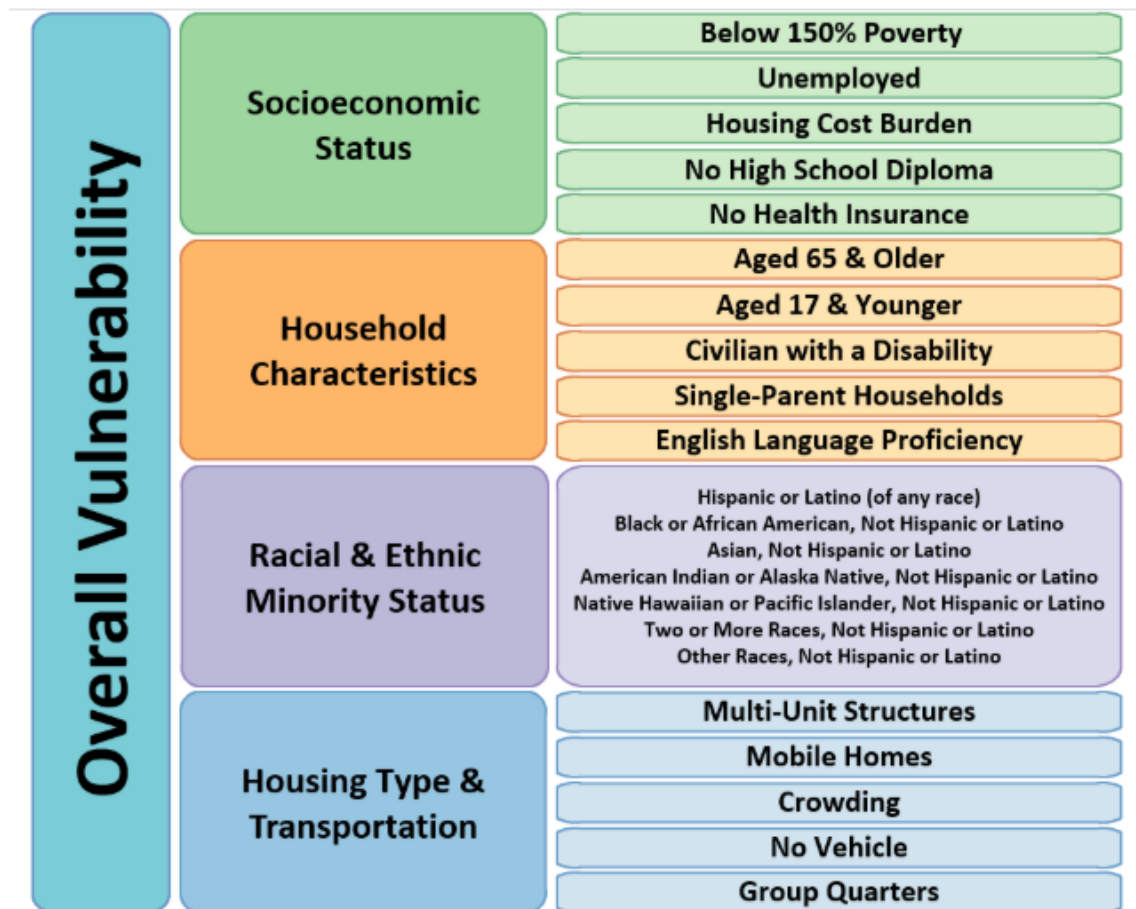 Overall Vulnerability
Socioeconomic
Status
Below 150% Poverty
Unemployed
Housing Cost Burden
No High School Diploma
No Health Insurance
Household
Characteristics
Aged 65 & Older
Aged 17 & Younger
Civilian with a Disability
Single-Parent Households
English Language Proficiency
Racial & Ethnic
Minority Status
Hispanic or Latino (of any race)
Black or African American, Not Hispanic or Latino
Asian, Not Hispanic or Latino
American Indian or Alaska Native, Not Hispanic or Latino
Native Hawaiian or Pacific Islander, Not Hispanic or Latino
Two or More Races, Not Hispanic or Latino
Other Races, Not Hispanic or Latino
Housing Type &
Transportation
Multi-Unit Structures
Mobile Homes
Crowding
No Vehicle
Group Quarters